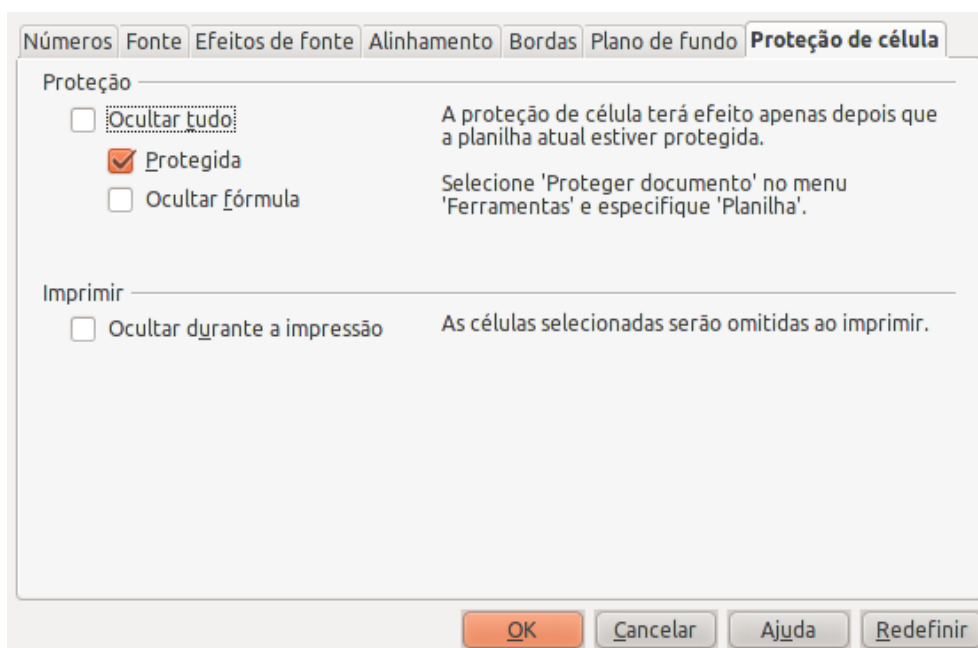 Números Fonte Efeitos de fonte Alinhamento Bordas Plano de fundo Proteção de célula
Proteção
Ocultar tudo
Protegida
Ocultar fórmula
A proteção de célula terá efeito apenas depois que
a planilha atual estiver protegida.
Selecione 'Proteger documento' no menu
'Ferramentas' e especifique 'Planilha'.
Imprimir
Ocultar durante a impressão
As células selecionadas serão omitidas ao imprimir.
OK Cancelar Ajuda Redefinir